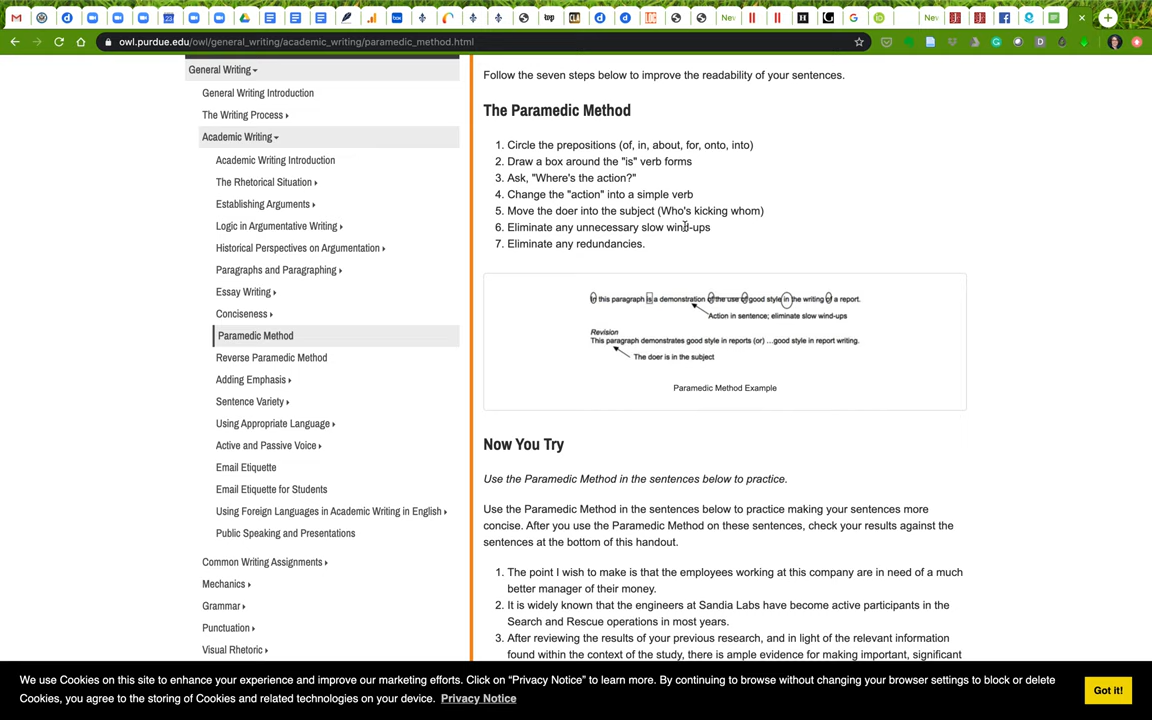 New
New
owl.purdue.edu/owl/general_writing/academic_writing/paramedic_method.html
General Writing
General Writing Introduction
The Writing Process
Academic Writing
Academic Writing Introduction
The Rhetorical Situation
Establishing Arguments
Logic in Argumentative Writing
Historical Perspectives on Argumentation
Paragraphs and Paragraphing
Essay Writing
Conciseness
Paramedic Method
Reverse Paramedic Method
Adding Emphasis
Sentence Variety
Using Appropriate Language
Active and Passive Voice
Email Etiquette
Email Etiquette for Students
Using Foreign Languages in Academic Writing in English
Public Speaking and Presentations
Common Writing Assignments
Mechanics
Grammar
Punctuation
Visual Rhetoric
Follow the seven steps below to improve the readability of your sentences.
The Paramedic Method
1. Circle the prepositions (of, in, about, for, onto, into)
2. Draw a box around the "is" verb forms
3. Ask, "Where's the action?"
4. Change the "action" into a simple verb
5. Move the doer into the subject (Who's kicking whom)
6. Eliminate any unnecessary slow wind-ups
7. Eliminate any redundancies.
In this paragraph is a demonstration of the use of good style in the writing of a report.
Action in sentence; eliminate slow wind-ups
Revision
This paragraph demonstrates good style in reports (or) ...good style in report writing.
The doer is in the subject
Paramedic Method Example
Now You Try
Use the Paramedic Method in the sentences below to practice.
Use the Paramedic Method in the sentences below to practice making your sentences more
concise. After you use the Paramedic Method on these sentences, check your results against the
sentences at the bottom of this handout.
1. The point I wish to make is that the employees working at this company are in need of a much
better manager of their money.
2. It is widely known that the engineers at Sandia Labs have become active participants in the
Search and Rescue operations in most years.
3. After reviewing the results of your previous research, and in light of the relevant information
found within the context of the study, there is ample evidence for making important, significant
We use Cookies on this site to enhance your experience and improve our marketing efforts. Click on “Privacy Notice” to learn more. By continuing to browse without changing your browser settings to block or delete
Cookies, you agree to the storing of Cookies and related technologies on your device. Privacy Notice
Got it!